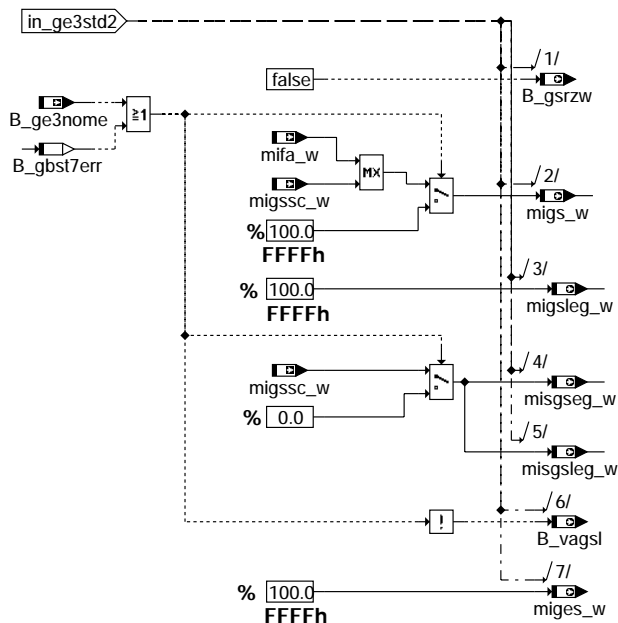 in_ge3std2
/1/
false
B_gsrzw
B_ge3nome
≥1
B_gbst7err
mifa_w
MX
/2/
migssc_w
migs_w
% 100.0
FFFFh
/3/
% 100.0
migsleg_w
FFFFh
/4/
migssc_w
misgseg_w
% 0.0
/5/
misgsleg_w
/6/
!
B_vagsl
/7/
% 100.0
miges_w
FFFFh